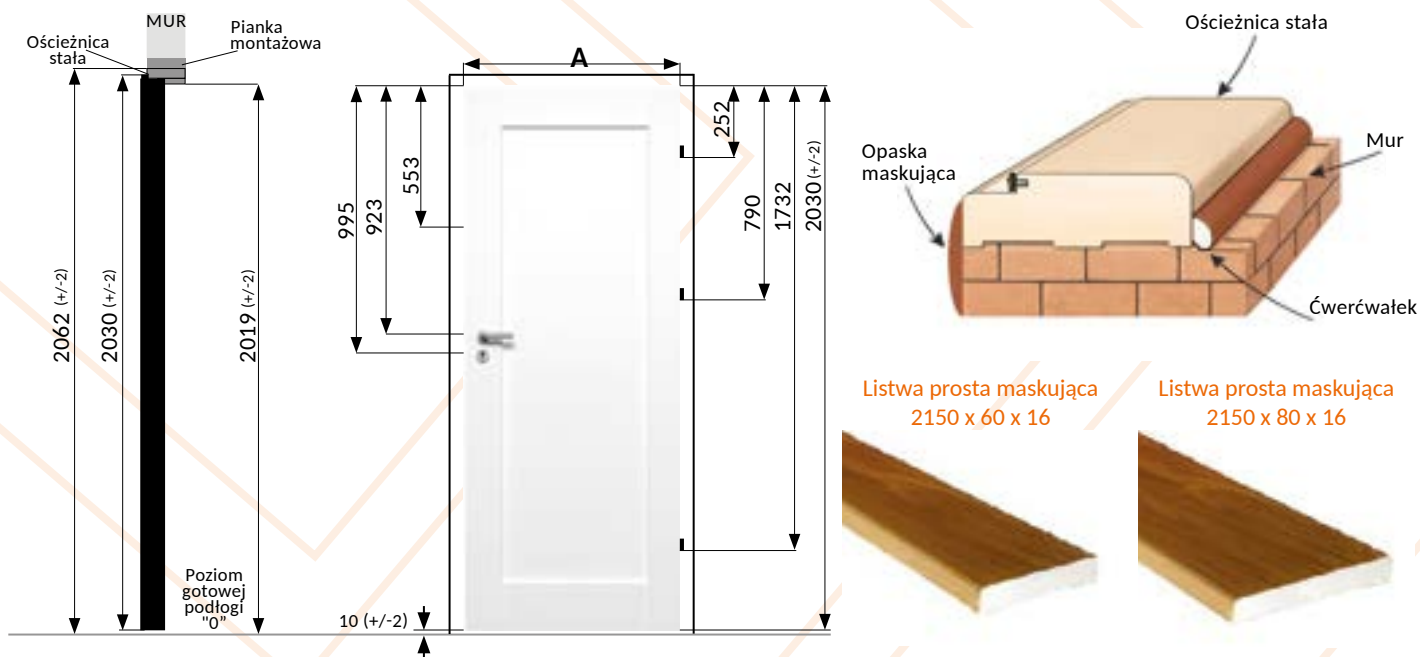 MUR
Ościeżnica
stała
Pianka
montażowa
2062 (+/-2)
2030 (+/-2)
2019 (+/-2)
Poziom
gotowej
podłogi
"0”
A
995
923
553
252
790
1732
2030 (+/-2)
10 (+/-2)
Ościeżnica stała
Opaska
maskująca
Mur
Ćwerćwałek
Listwa prosta maskująca
2150 x 60 x 16
Listwa prosta maskująca
2150 x 80 x 16